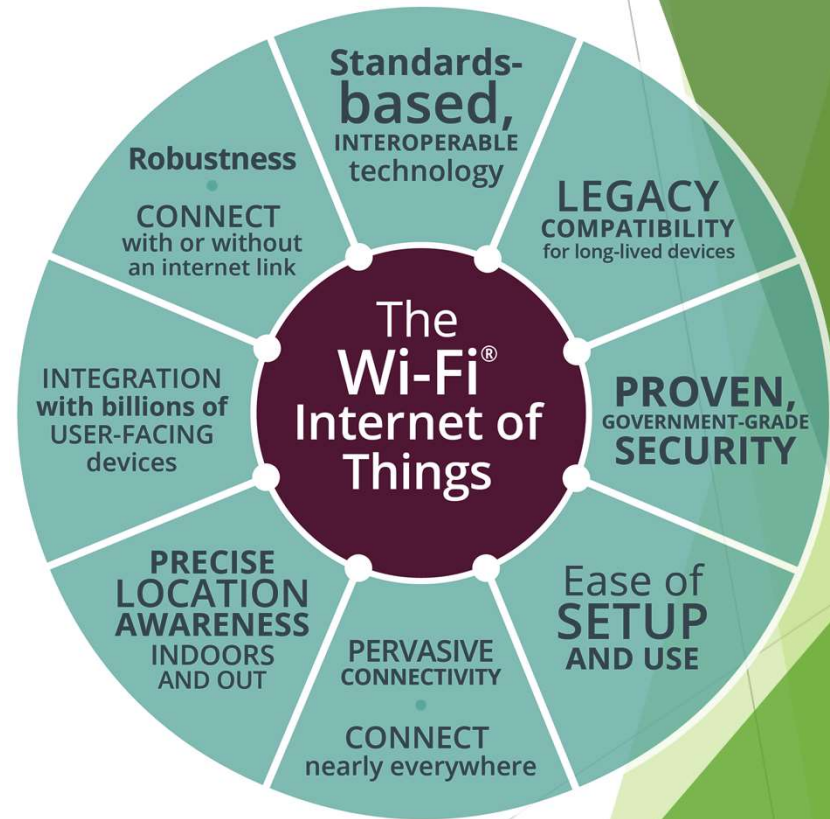 The
Wi-Fi®
Internet of
Things
Standards-
based,
INTEROPERABLE
technology
LEGACY
COMPATIBILITY
for long-lived devices
PROVEN,
GOVERNMENT-GRADE
SECURITY
Ease of
SETUP
AND USE
PERVASIVE
CONNECTIVITY
•
CONNECT
nearly everywhere
PRECISE
LOCATION
AWARENESS
INDOORS
AND OUT
INTEGRATION
with billions of
USER-FACING
devices
Robustness
•
CONNECT
with or without
an internet link